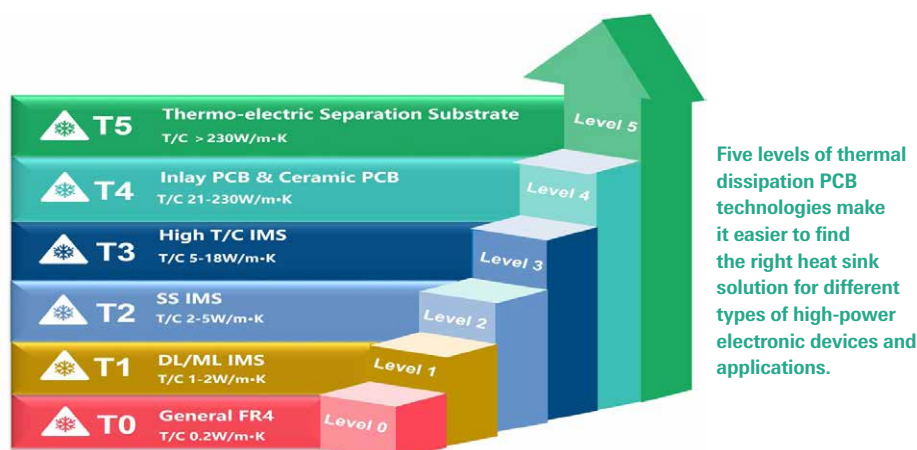 T5
Thermo-electric Separation Substrate
T/C > 230W/m•K
Level 5
T4
Inlay PCB & Ceramic PCB
T/C 21-230W/m•K
Level 4
T3
High T/C IMS
T/C 5-18W/m•K
Level 3
T2
SS IMS
T/C 2-5W/m•K
Level 2
T1
DL/ML IMS
T/C 1-2W/m•K
Level 1
T0
General FR4
T/C 0.2W/m•K
Level 0
Five levels of thermal
dissipation PCB
technologies make
it easier to find
the right heat sink
solution for different
types of high-power
electronic devices and
applications.